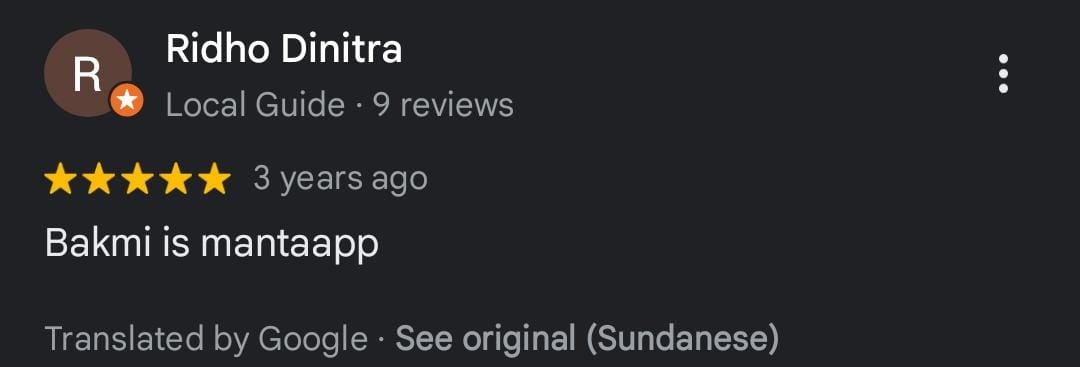 R
Ridho Dinitra
Local Guide · 9 reviews
3 years ago
Bakmi is mantaapp
Translated by Google · See original (Sundanese)